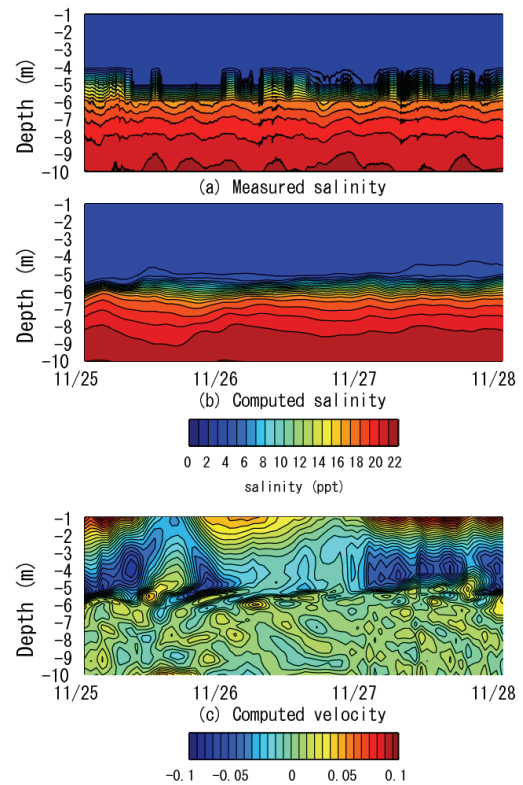 -1
-2
-3
-4
-5
-6
-7
-8
-9
-10
Depth (m)
(a) Measured salinity
-1
-2
-3
-4
-5
-6
-7
-8
-9
-10
Depth (m)
11/25 11/26 11/27 11/28
(b) Computed salinity
0 2 4 6 8 10 12 14 16 18 20 22
salinity (ppt)
-1
-2
-3
-4
-5
-6
-7
-8
-9
-10
Depth (m)
11/25 11/26 11/27 11/28
(c) Computed velocity
-0.1 -0.05 0 0.05 0.1